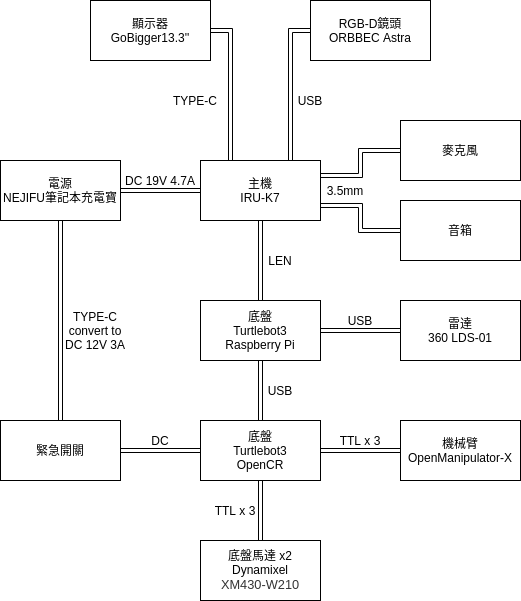 顯示器
GoBigger13.3"
RGB-D鏡頭
ORBBEC Astra
TYPE-C
USB
麥克風
電源
NEJIFU筆記本充電寶
DC 19V 4.7A
主機
IRU-K7
3.5mm
音箱
LEN
底盤
Turtlebot3
Raspberry Pi
USB
雷達
360 LDS-01
TYPE-C
convert to
DC 12V 3A
USB
緊急開關
DC
底盤
Turtlebot3
OpenCR
TTL x 3
機械臂
OpenManipulator-X
TTL x 3
底盤馬達 x2
Dynamixel
XM430-W210